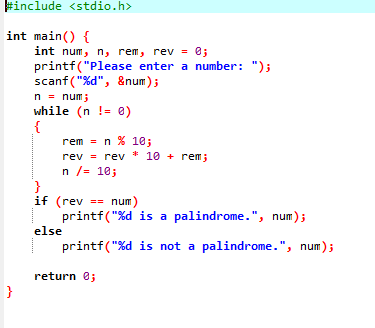 #include <stdio.h>
int main() {
int num, n, rem, rev = 0;
printf("Please enter a number: ");
scanf("%d", &num);
n = num;
while (n != 0)
{
rem = n % 10;
rev = rev * 10 + rem;
n /= 10;
}
if (rev == num)
printf("%d is a palindrome.", num);
else
printf("%d is not a palindrome.", num);
return 0;
}